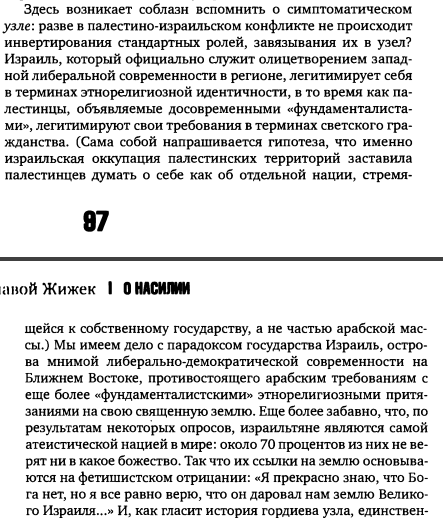 Здесь возникает соблазн вспомнить о симптоматическом
узле: разве в палестино-израильском конфликте не происходит
инвертирования стандартных ролей, завязывания их в узел?
Израиль, который официально служит олицетворением запад-
ной либеральной современности в регионе, легитимирует себя
в терминах этнорелигиозной идентичности, в то время как па-
лестинцы, объявляемые досовременными «фундаменталиста-
ми», легитимируют свои требования в терминах светского гра-
жданства. (Сама собой напрашивается гипотеза, что именно
израильская оккупация палестинских территорий заставила
палестинцев думать о себе как об отдельной нации, стремя-
97
авой Жижек | О НАСИЛИИ
щейся к собственному государству, а не частью арабской мас-
сы.) Мы имеем дело с парадоксом государства Израиль, остро-
ва мнимой либерально-демократической современности на
Ближнем Востоке, противостоящего арабским требованиям с
еще более «фундаменталистскими» этнорелигиозными притя-
заниями на свою священную землю. Еще более забавно, что, по
результатам некоторых опросов, израильтяне являются самой
атеистической нацией в мире: около 70 процентов из них не ве-
рят ни в какое божество. Так что их ссылки на землю основыва-
ются на фетишистском отрицании: «Я прекрасно знаю, что Бо-
га нет, но я все равно верю, что он даровал нам землю Велико-
го Израиля...» И, как гласит история гордиева узла, единствен-